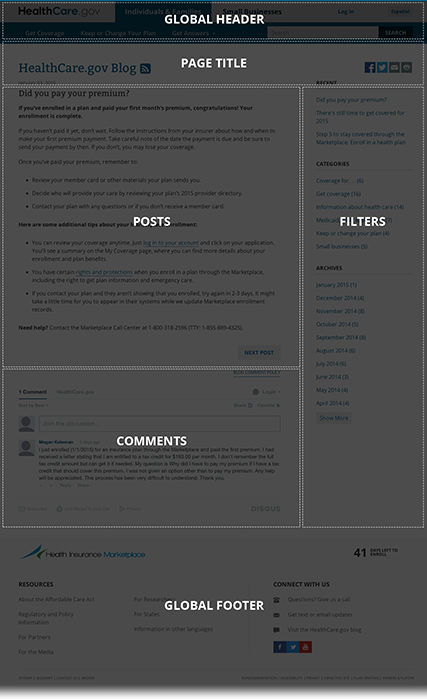 HealthCare.gov Individuals & Families Small Businesses Log in Español
GLOBAL HEADER
Get Coverage Keep or Change Your Plan Get Answers Search SEARCH
PAGE TITLE
HealthCare.gov Blog
Did you pay your premium?
If you've enrolled in a plan and paid your first month's premium, congratulations! Your
enrollment is complete.
If you haven't paid it yet, don't wait. Follow the instructions from your insurer about how and when to
make your first premium payment. Take careful note of the date the payment is due and be sure to
send your payment by then. If you don't, you may lose your coverage.
Once you've paid your premium, remember to:
• Review your member card or other materials your plan sends you.
• Decide who will provide your care by reviewing your plan's 2015 provider directory.
• Contact your plan with any questions or if you don't receive a member card.
POSTS
Here are some additional tips about your enrollment:
• You can review your coverage anytime. Just log in to your account and click on your application.
You'll see a summary on the My Coverage page, where you can find more details about your
enrollment and plan benefits.
• You have certain rights and protections when you enroll in a plan through the Marketplace,
including the right to get plan information and emergency care.
• If you contact your plan and they aren't showing that you enrolled, try again in 2-3 days. It might
take a little time for you to appear in their systems while we update Marketplace enrollment
records.
Need help? Contact the Marketplace Call Center at 1-800-318-2596 (TTY: 1-855-889-4325).
NEXT POST
RECENT
Did you pay your premium?
There's still time to get covered for
2015
Step 3 to stay covered through the
Marketplace: Enroll in a health plan
CATEGORIES
Coverage for... (6)
Get coverage (16)
Information about health care (14)
FILTERS
Keep or change your plan (4)
Small businesses (5)
ARCHIVES
January 2015 (1)
December 2014 (4)
November 2014 (8)
October 2014 (5)
September 2014 (8)
August 2014 (6)
July 2014 (8)
June 2014 (3)
May 2014 (4)
April 2014 (4)
Show More
BLOG COMMENT POLICY
1 Comment HealthCare.gov Login
Sort by Best Share Favorite
Join the discussion...
COMMENTS
Megan
I just enrolled (1/1/2015) for an insurance plan through the Marketplace and paid the first premium. I had
received a letter stating that I am entitled to a tax credit for $193.00 per month. I don't remember the full
tax credit amount but can get it if needed. My question is Why did I have to pay my premium if I have a tax
credit that should cover this premium. I was not given an option other than to pay my premium. Any help
will be appreciated. This process has been very difficult to understand. Thank you.
DISQUS
Health Insurance Marketplace
41 DAYS LEFT TO ENROLL
RESOURCES
About the Affordable Care Act
Regulatory and Policy
Information
For Partners
For the Media
For Researchers
For States
Information in other languages
GLOBAL FOOTER
CONNECT WITH US
Questions? Give us a call
Get text or email updates
Visit the HealthCare.gov blog